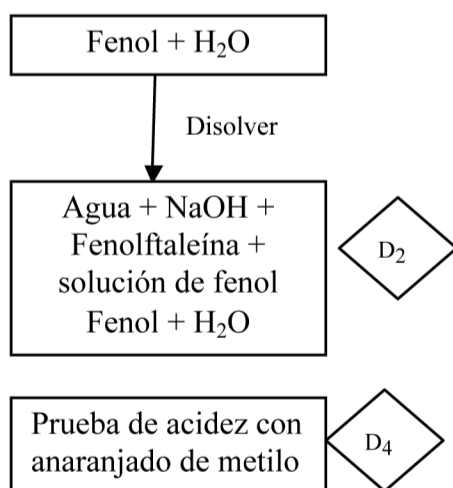 Fenol + H₂O
Disolver
Agua + NaOH +
Fenolftaleína +
solución de fenol
Fenol + H₂O
D₂
Prueba de acidez con
anaranjado de metilo
D₄